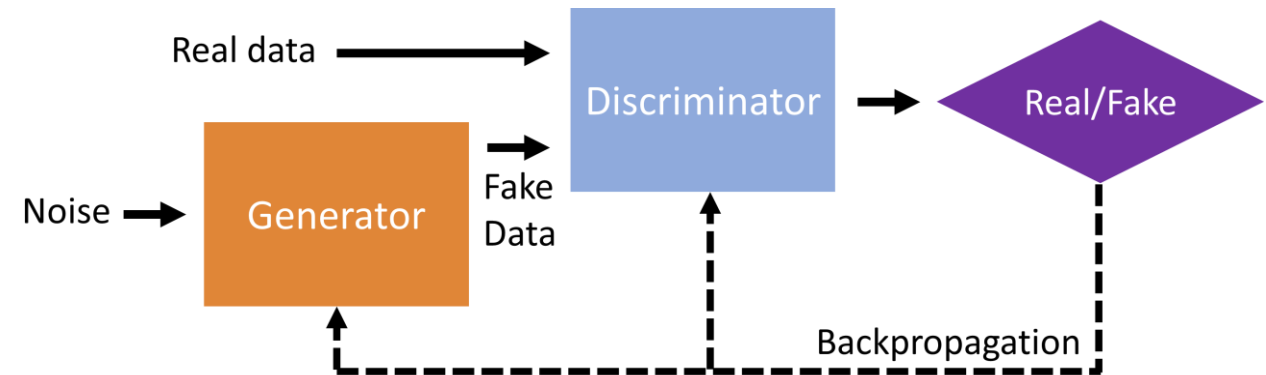 Real data
Discriminator
Real/Fake
Noise
Generator
Fake
Data
Backpropagation